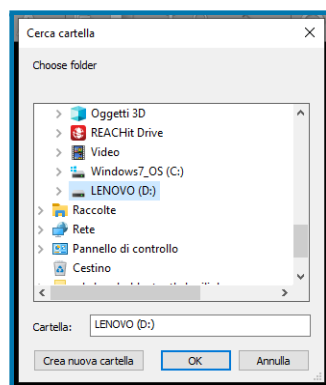 Cerca cartella
Choose folder
Oggetti 3D
REACHit Drive
Video
Windows7_OS (C:)
LENOVO (D:)
Raccolte
Rete
Pannello di controllo
Cestino
Cartella: LENOVO (D:)
Crea nuova cartella OK Annulla